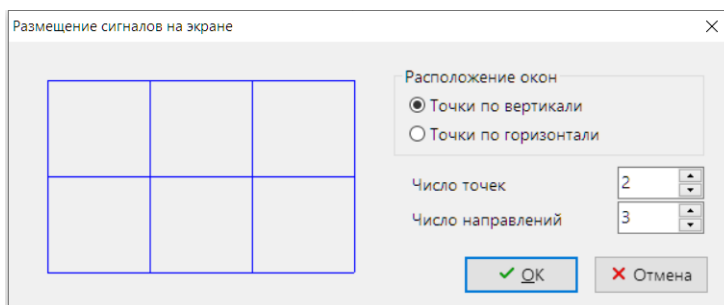 Размещение сигналов на экране
Расположение окон
Точки по вертикали
Точки по горизонтали
Число точек 2
Число направлений 3
OK
Отмена